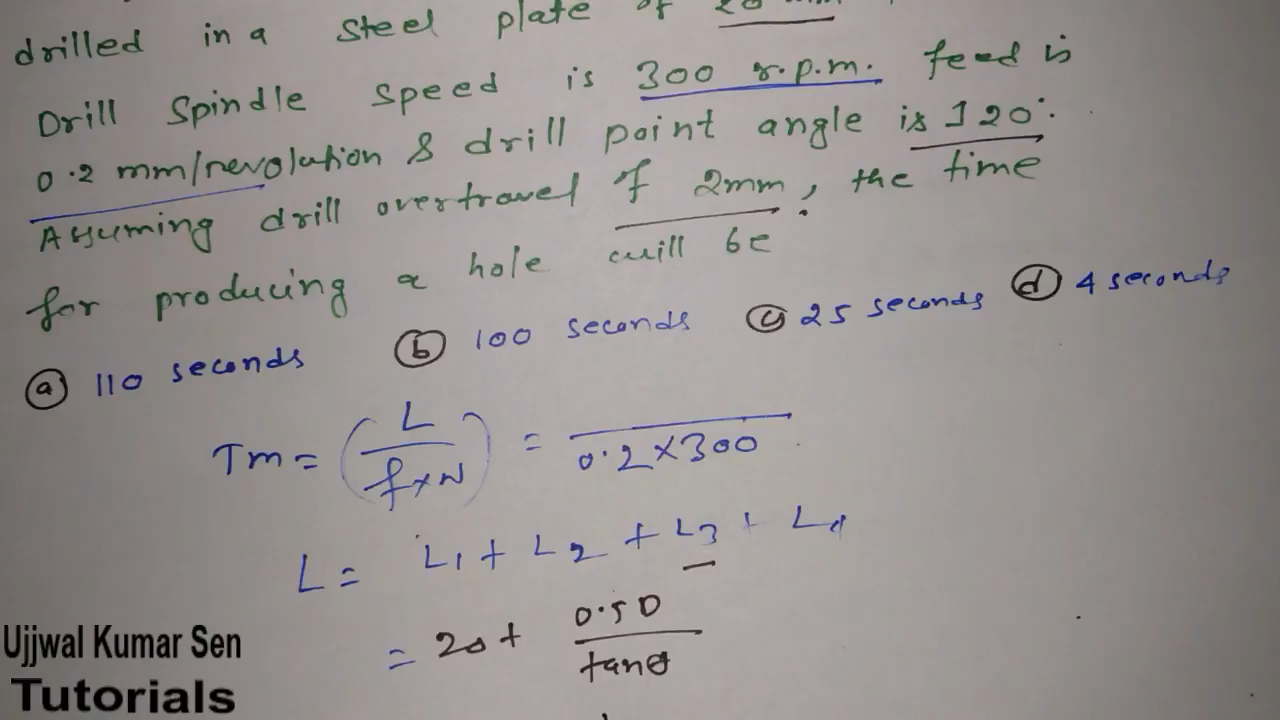 drilled in a steel plate of 20 mm
Drill Spindle speed is 300 r.p.m. feed is
0.2 mm/revolution & drill point angle is 120°.
Assuming drill overtravel of 2mm, the time
for producing a hole will be
(a) 110 seconds (b) 100 seconds (c) 25 seconds (d) 4 seconds
Tm = (L / f×N) = / 0.2×300
L = L1 + L2 + L3 + L4
= 20 + 0.5D / tanθ
Ujjwal Kumar Sen
Tutorials